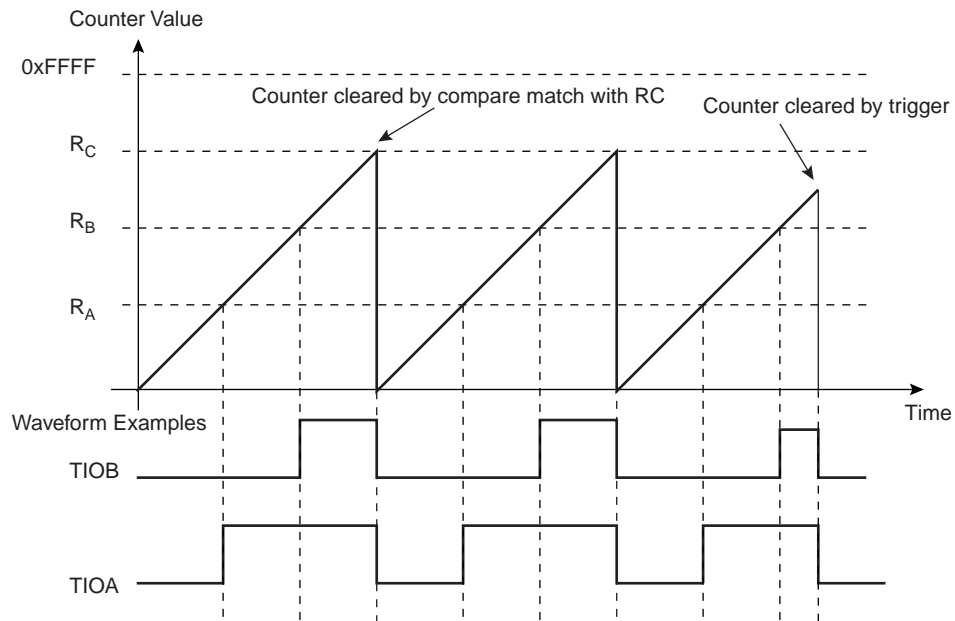 Counter Value
0xFFFF
Counter cleared by compare match with RC
Counter cleared by trigger
RC
RB
RA
Time
Waveform Examples
TIOB
TIOA